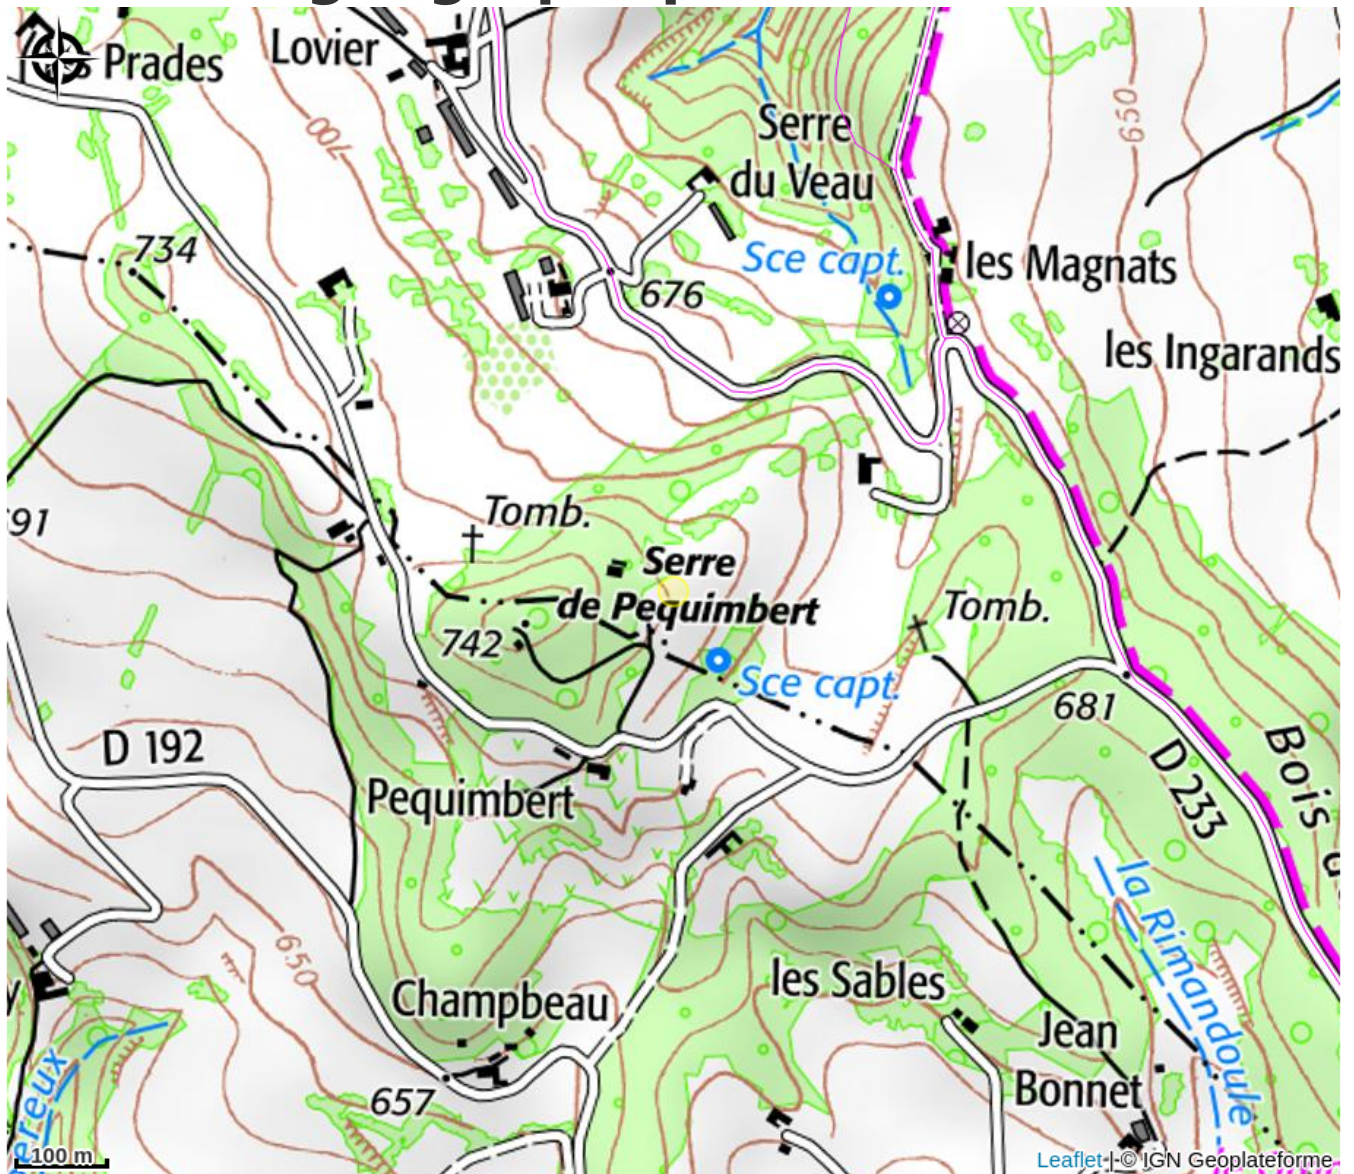 Prades
Lovier
700
650
Serre
du Veau
734
Sce capt.
les Magnats
676
les Ingarands
Tomb.
91
Serre
de Pequimbert
Tomb.
742
Sce capt.
681
D 192
D 233
Bois
Pequimbert
la Rimandoule
650
les Sables
Champbeau
Jean
Bonnet
657
ereux
100 m
Leaflet | © IGN Geoplateforme